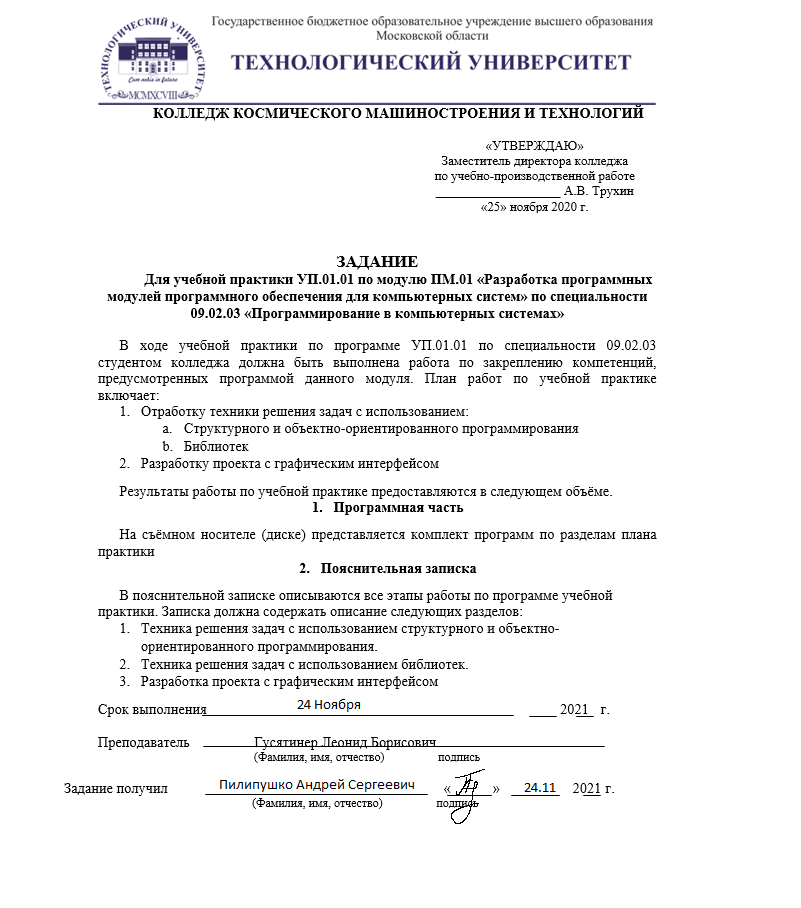 ТЕХНОЛОГИЧЕСКИЙ УНИВЕРСИТЕТ
Cum nobis in futuro
MCMXCVIII
Государственное бюджетное образовательное учреждение высшего образования
Московской области
ТЕХНОЛОГИЧЕСКИЙ УНИВЕРСИТЕТ
КОЛЛЕДЖ КОСМИЧЕСКОГО МАШИНОСТРОЕНИЯ И ТЕХНОЛОГИЙ
«УТВЕРЖДАЮ»
Заместитель директора колледжа
по учебно-производственной работе
____________________ А.В. Трухин
«25» ноября 2020 г.
ЗАДАНИЕ
Для учебной практики УП.01.01 по модулю ПМ.01 «Разработка программных
модулей программного обеспечения для компьютерных систем» по специальности
09.02.03 «Программирование в компьютерных системах»
В ходе учебной практики по программе УП.01.01 по специальности 09.02.03
студентом колледжа должна быть выполнена работа по закреплению компетенций,
предусмотренных программой данного модуля. План работ по учебной практике
включает:
1. Отработку техники решения задач с использованием:
a. Структурного и объектно-ориентированного программирования
b. Библиотек
2. Разработку проекта с графическим интерфейсом
Результаты работы по учебной практике предоставляются в следующем объёме.
1. Программная часть
На съёмном носителе (диске) представляется комплект программ по разделам плана
практики
2. Пояснительная записка
В пояснительной записке описываются все этапы работы по программе учебной
практики. Записка должна содержать описание следующих разделов:
1. Техника решения задач с использованием структурного и объектно-
ориентированного программирования.
2. Техника решения задач с использованием библиотек.
3. Разработка проекта с графическим интерфейсом
Срок выполнения 24 Ноября ____ 2021 г.
Преподаватель Гусятинер Леонид Борисович
(Фамилия, имя, отчество) подпись
Задание получил Пилипушко Андрей Сергеевич « » 24.11 2021 г.
(Фамилия, имя, отчество) подпись